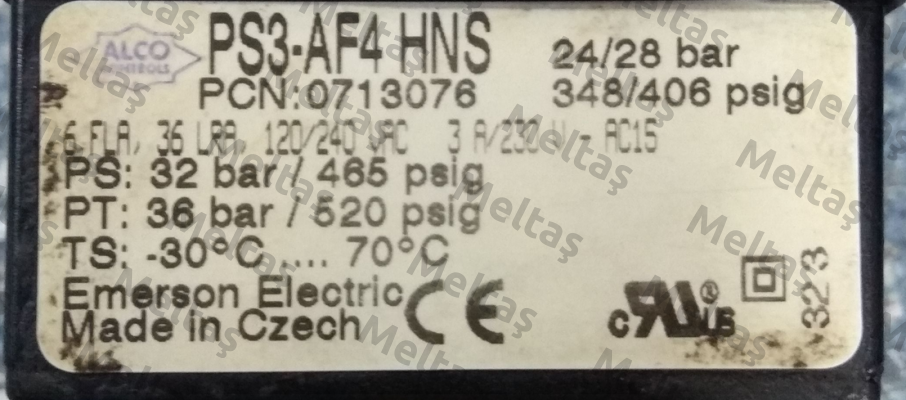 ALCO CONTROLS
PS3-AF4 HNS
24/28 bar
PCN:0713076
348/406 psig
6 FLA, 36 LRA, 120/240 VAC 3 A/230 V - AC15
PS: 32 bar / 465 psig
PT: 36 bar / 520 psig
TS: -30°C .... 70°C
Emerson Electric
Made in Czech
CE
c RU ® us
3223
Meltaş